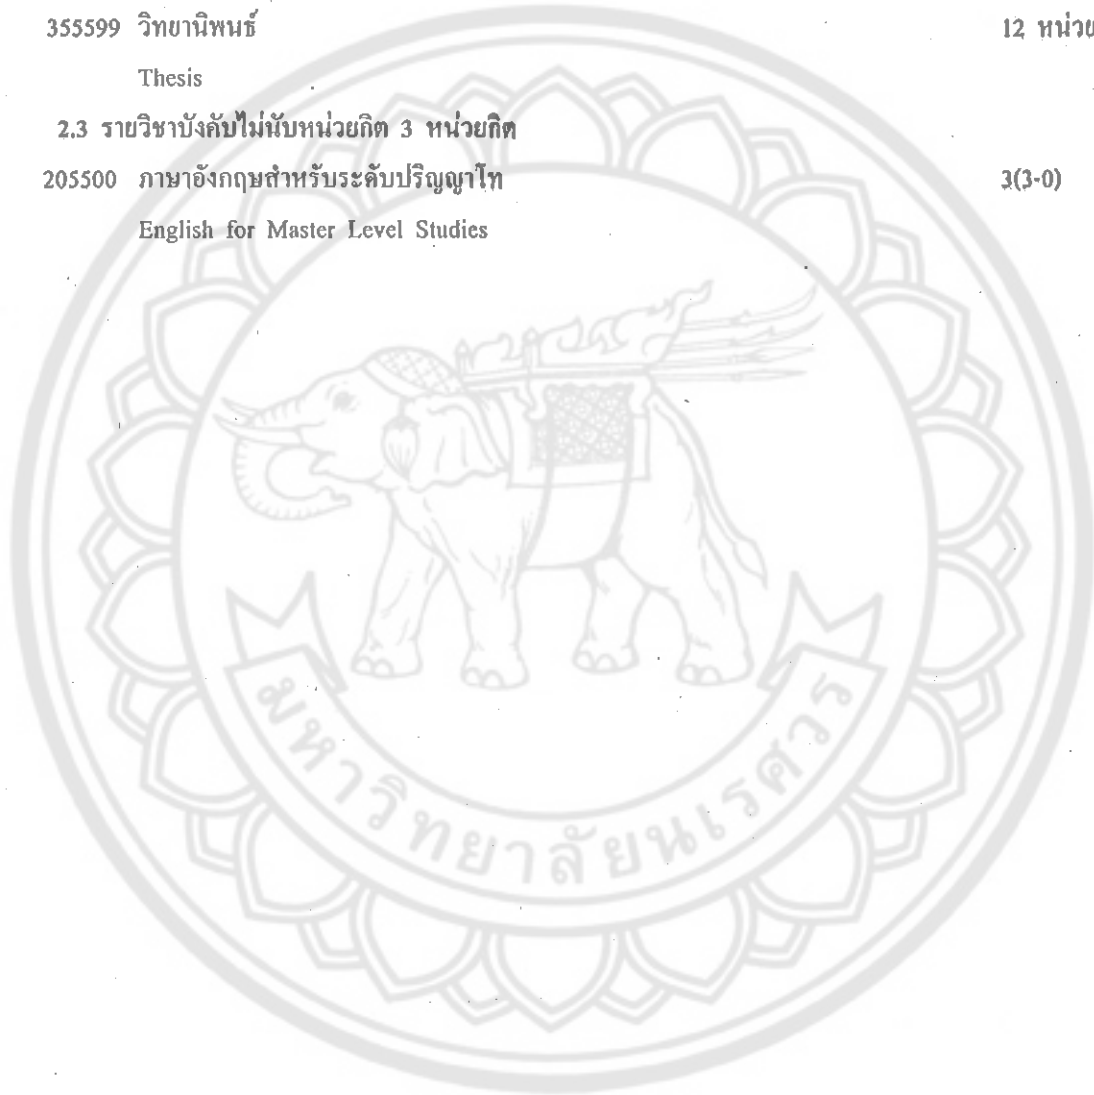 355599 วิทยานิพนธ์ 12 หน่วย
Thesis
2.3 รายวิชาบังคับไม่นับหน่วยกิต 3 หน่วยกิต
205500 ภาษาอังกฤษสำหรับระดับปริญญาโท 3(3-0)
English for Master Level Studies
มหาวิทยาลัยนเรศวร